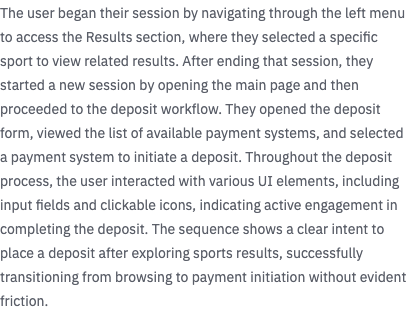 The user began their session by navigating through the left menu
to access the Results section, where they selected a specific
sport to view related results. After ending that session, they
started a new session by opening the main page and then
proceeded to the deposit workflow. They opened the deposit
form, viewed the list of available payment systems, and selected
a payment system to initiate a deposit. Throughout the deposit
process, the user interacted with various UI elements, including
input fields and clickable icons, indicating active engagement in
completing the deposit. The sequence shows a clear intent to
place a deposit after exploring sports results, successfully
transitioning from browsing to payment initiation without evident
friction.